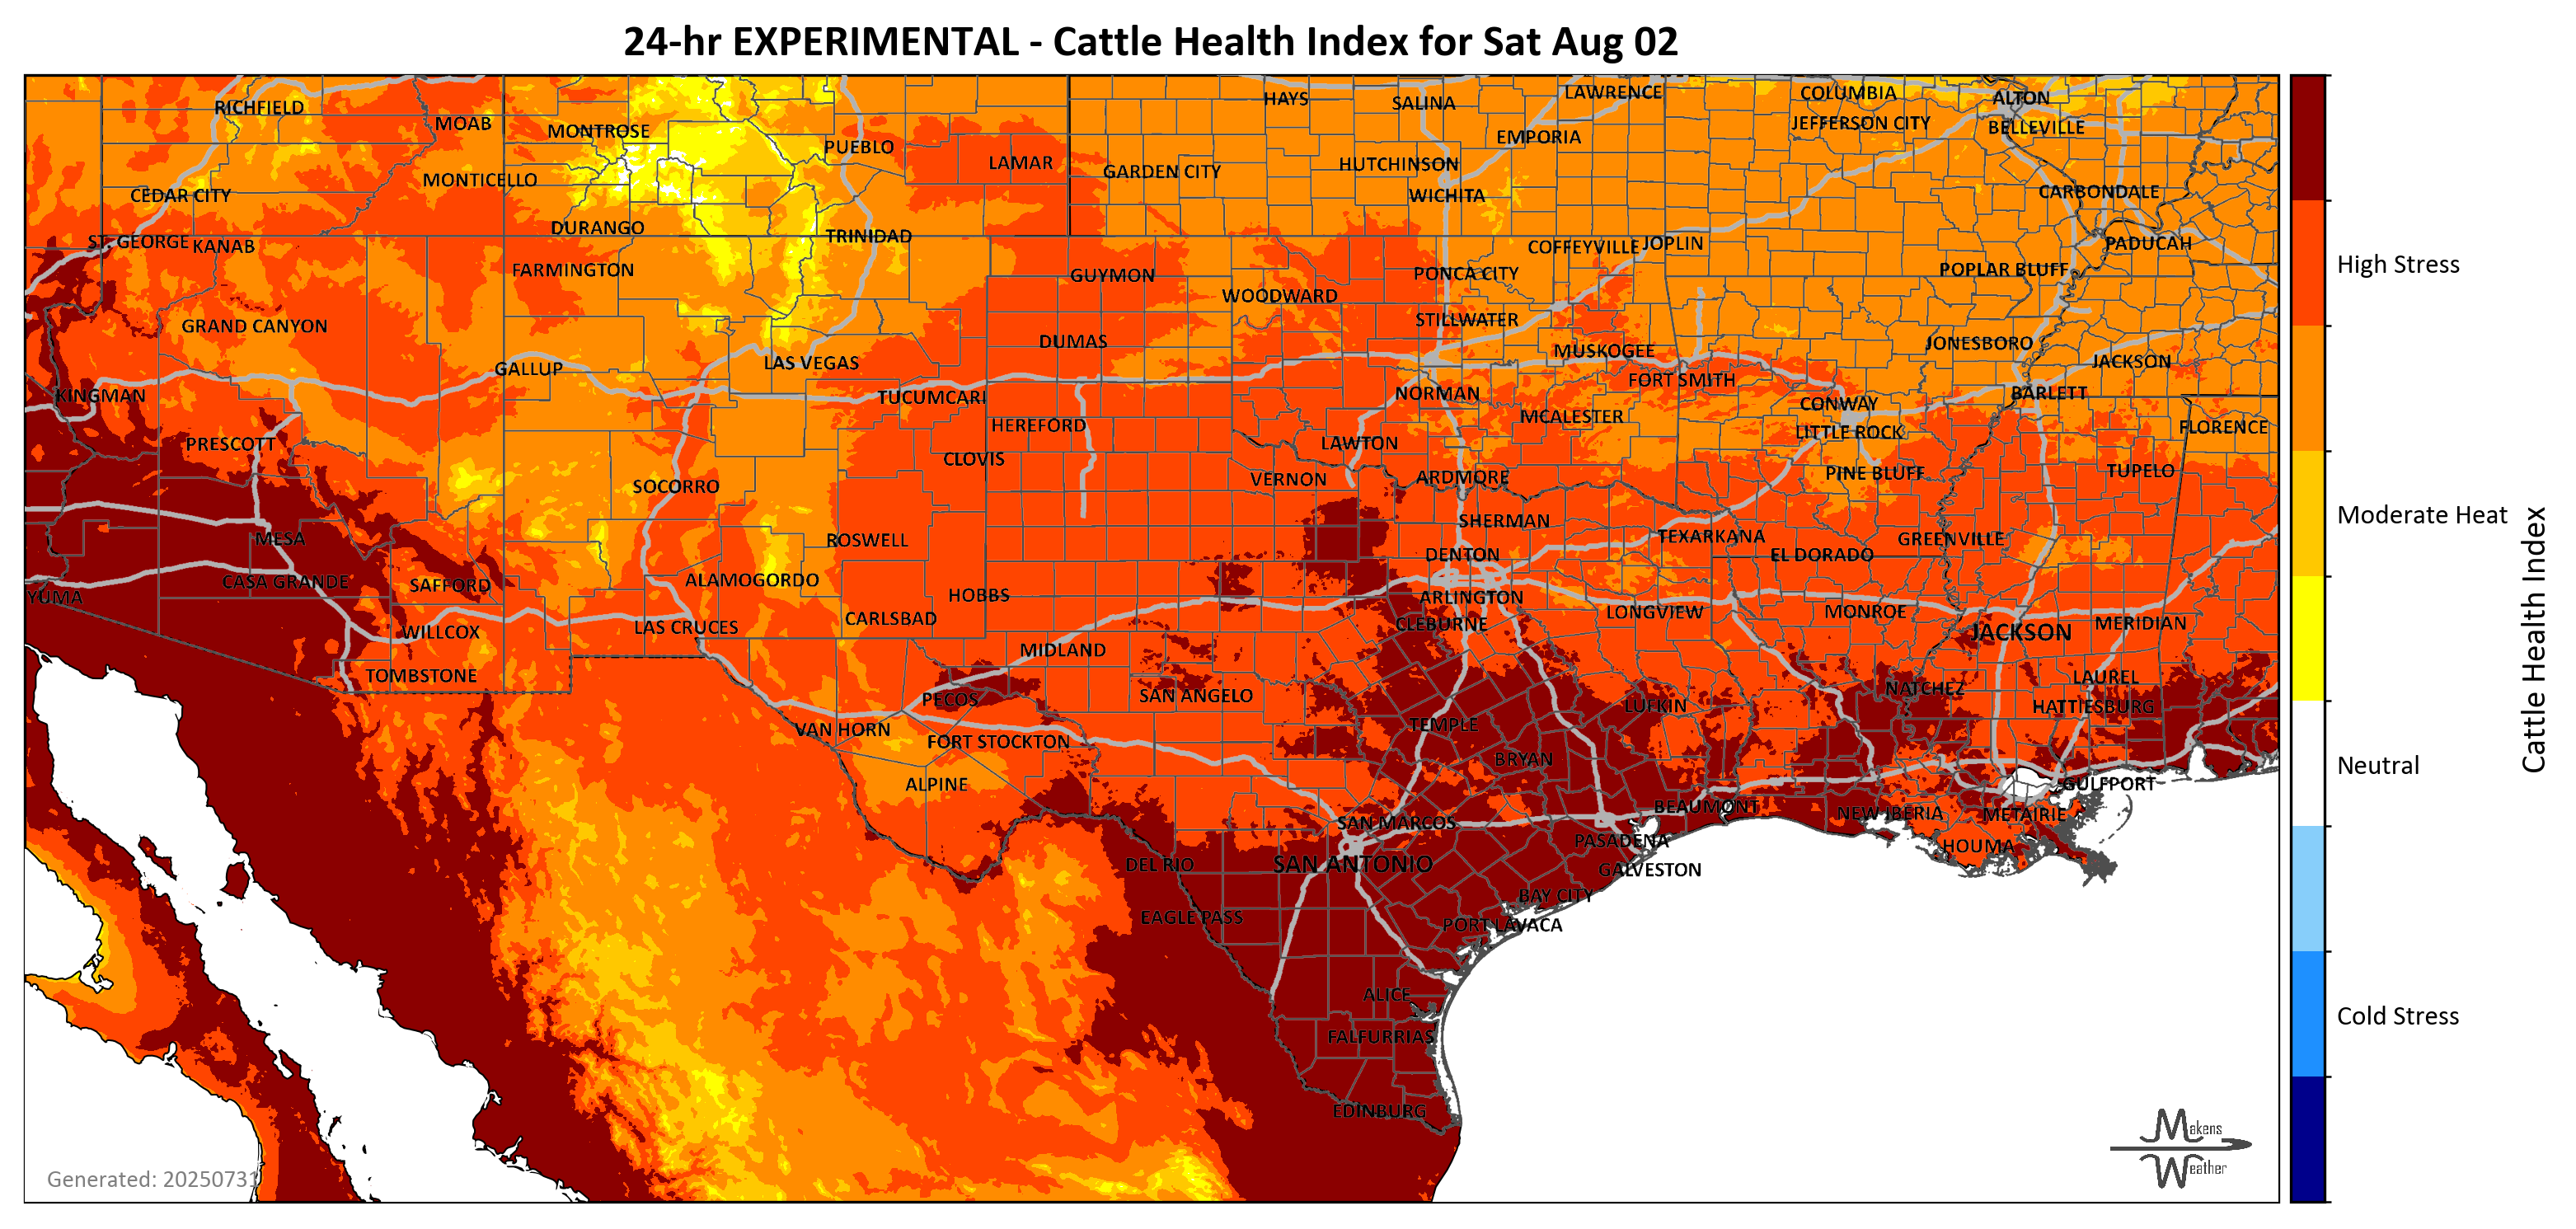 24-hr EXPERIMENTAL - Cattle Health Index for Sat Aug 02
RICHFIELD
MOAB
MONTROSE
PUEBLO
LAMAR
HAYS
SALINA
LAWRENCE
COLUMBIA
ALTON
JEFFERSON CITY
BELLEVILLE
EMPORIA
GARDEN CITY
HUTCHINSON
WICHITA
MONTICELLO
CEDAR CITY
CARBONDALE
DURANGO
TRINIDAD
ST. GEORGE
KANAB
COFFEYVILLE
JOPLIN
PADUCAH
FARMINGTON
GUYMON
PONCA CITY
POPLAR BLUFF
High Stress
WOODWARD
GRAND CANYON
STILLWATER
DUMAS
MUSKOGEE
JONESBORO
JACKSON
GALLUP
LAS VEGAS
FORT SMITH
KINGMAN
TUCUMCARI
NORMAN
CONWAY
BARLETT
HEREFORD
MCALESTER
LITTLE ROCK
FLORENCE
PRESCOTT
CLOVIS
LAWTON
SOCORRO
VERNON
ARDMORE
PINE BLUFF
TUPELO
Moderate Heat
SHERMAN
MESA
ROSWELL
DENTON
TEXARKANA
EL DORADO
GREENVILLE
CASA GRANDE
SAFFORD
ALAMOGORDO
YUMA
HOBBS
ARLINGTON
LONGVIEW
MONROE
CARLSBAD
CLEBURNE
WILLCOX
LAS CRUCES
JACKSON
MERIDIAN
MIDLAND
Cattle Health Index
TOMBSTONE
PECOS
SAN ANGELO
NATCHEZ
LAUREL
LUFKIN
HATTIESBURG
VAN HORN
FORT STOCKTON
TEMPLE
BRYAN
Neutral
ALPINE
GULFPORT
BEAUMONT
NEW IBERIA
METAIRIE
SAN MARCOS
PASADENA
HOUMA
DEL RIO
SAN ANTONIO
GALVESTON
BAY CITY
EAGLE PASS
PORT LAVACA
ALICE
Cold Stress
FALFURRIAS
EDINBURG
Makens
Weather
Generated: 20250731